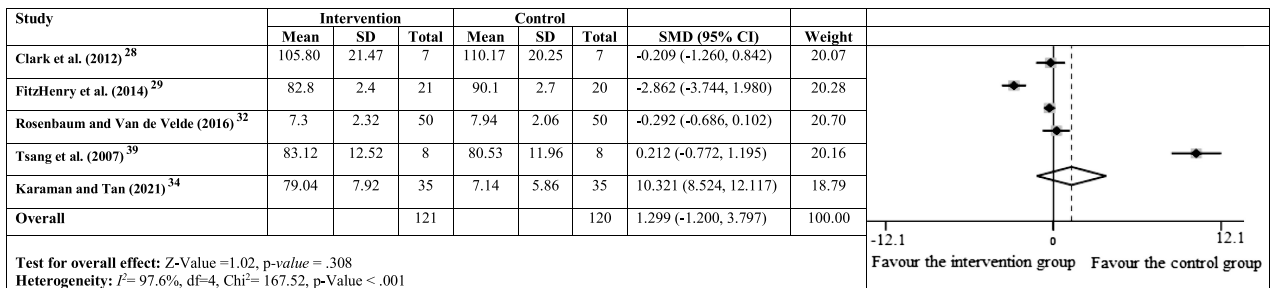 Study Intervention Control
Mean SD Total Mean SD Total SMD (95% CI) Weight
Clark et al. (2012) 28 105.80 21.47 7 110.17 20.25 7 -0.209 (-1.260, 0.842) 20.07
FitzHenry et al. (2014) 29 82.8 2.4 21 90.1 2.7 20 -2.862 (-3.744, 1.980) 20.28
Rosenbaum and Van de Velde (2016) 32 7.3 2.32 50 7.94 2.06 50 -0.292 (-0.686, 0.102) 20.70
Tsang et al. (2007) 39 83.12 12.52 8 80.53 11.96 8 0.212 (-0.772, 1.195) 20.16
Karaman and Tan (2021) 34 79.04 7.92 35 7.14 5.86 35 10.321 (8.524, 12.117) 18.79
Overall 121 120 1.299 (-1.200, 3.797) 100.00
Test for overall effect: Z-Value =1.02, p-value = .308
Heterogeneity: I²= 97.6%, df=4, Chi²= 167.52, p-Value < .001
-12.1 0 12.1
Favour the intervention group Favour the control group